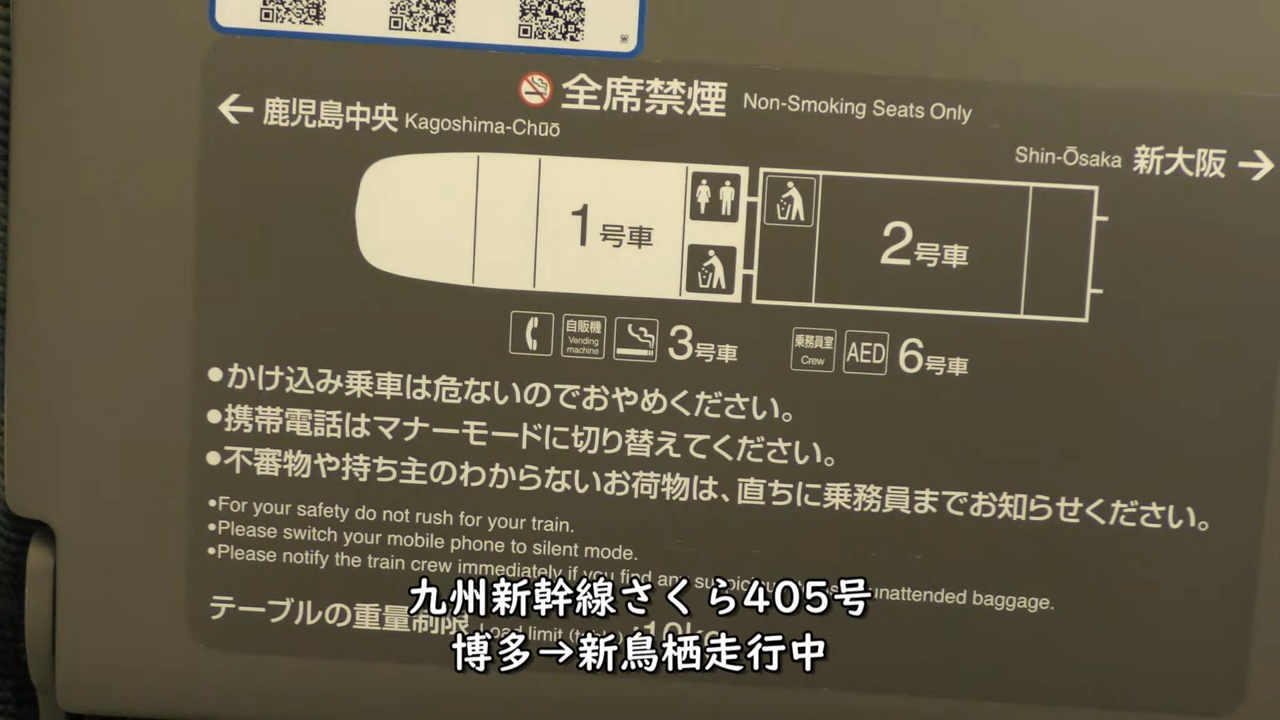 全席禁煙 Non-Smoking Seats Only
← 鹿児島中央 Kagoshima-Chūō
Shin-Ōsaka 新大阪 →
1号車
2号車
自販機 Vending machine 3号車
乗務員室 Crew AED 6号車
●かけ込み乗車は危ないのでおやめください。
●携帯電話はマナーモードに切り替えてください。
●不審物や持ち主のわからないお荷物は、直ちに乗務員までお知らせください。
●For your safety do not rush for your train.
●Please switch your mobile phone to silent mode.
●Please notify the train crew immediately if you find any unattended baggage.
テーブルの重量制限 Load limit 10kg
九州新幹線さくら405号
博多→新鳥栖走行中